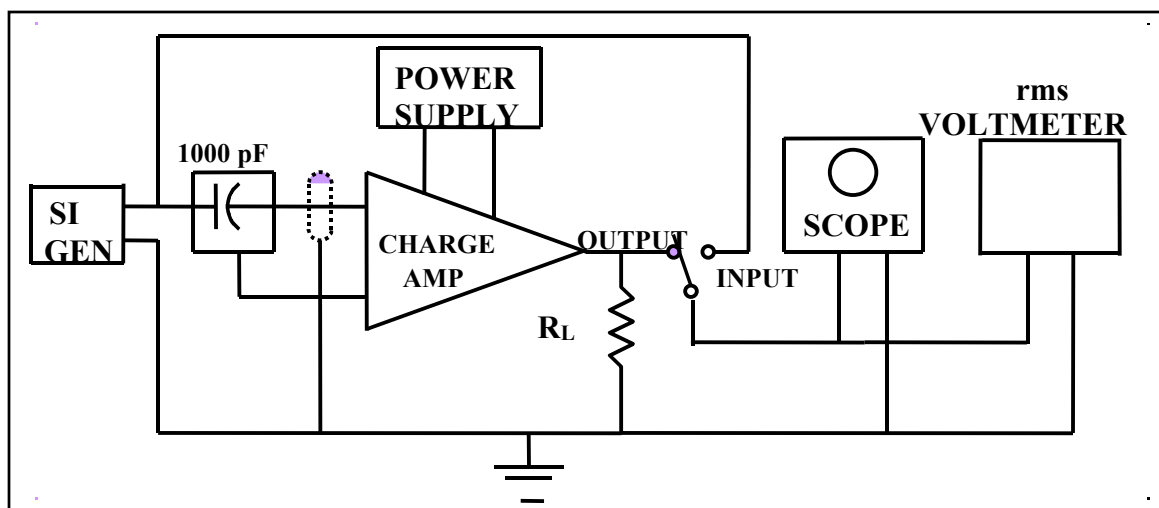 POWER
SUPPLY
rms
VOLTMETER
1000 pF
SI
GEN
CHARGE
AMP
OUTPUT
INPUT
SCOPE
RL